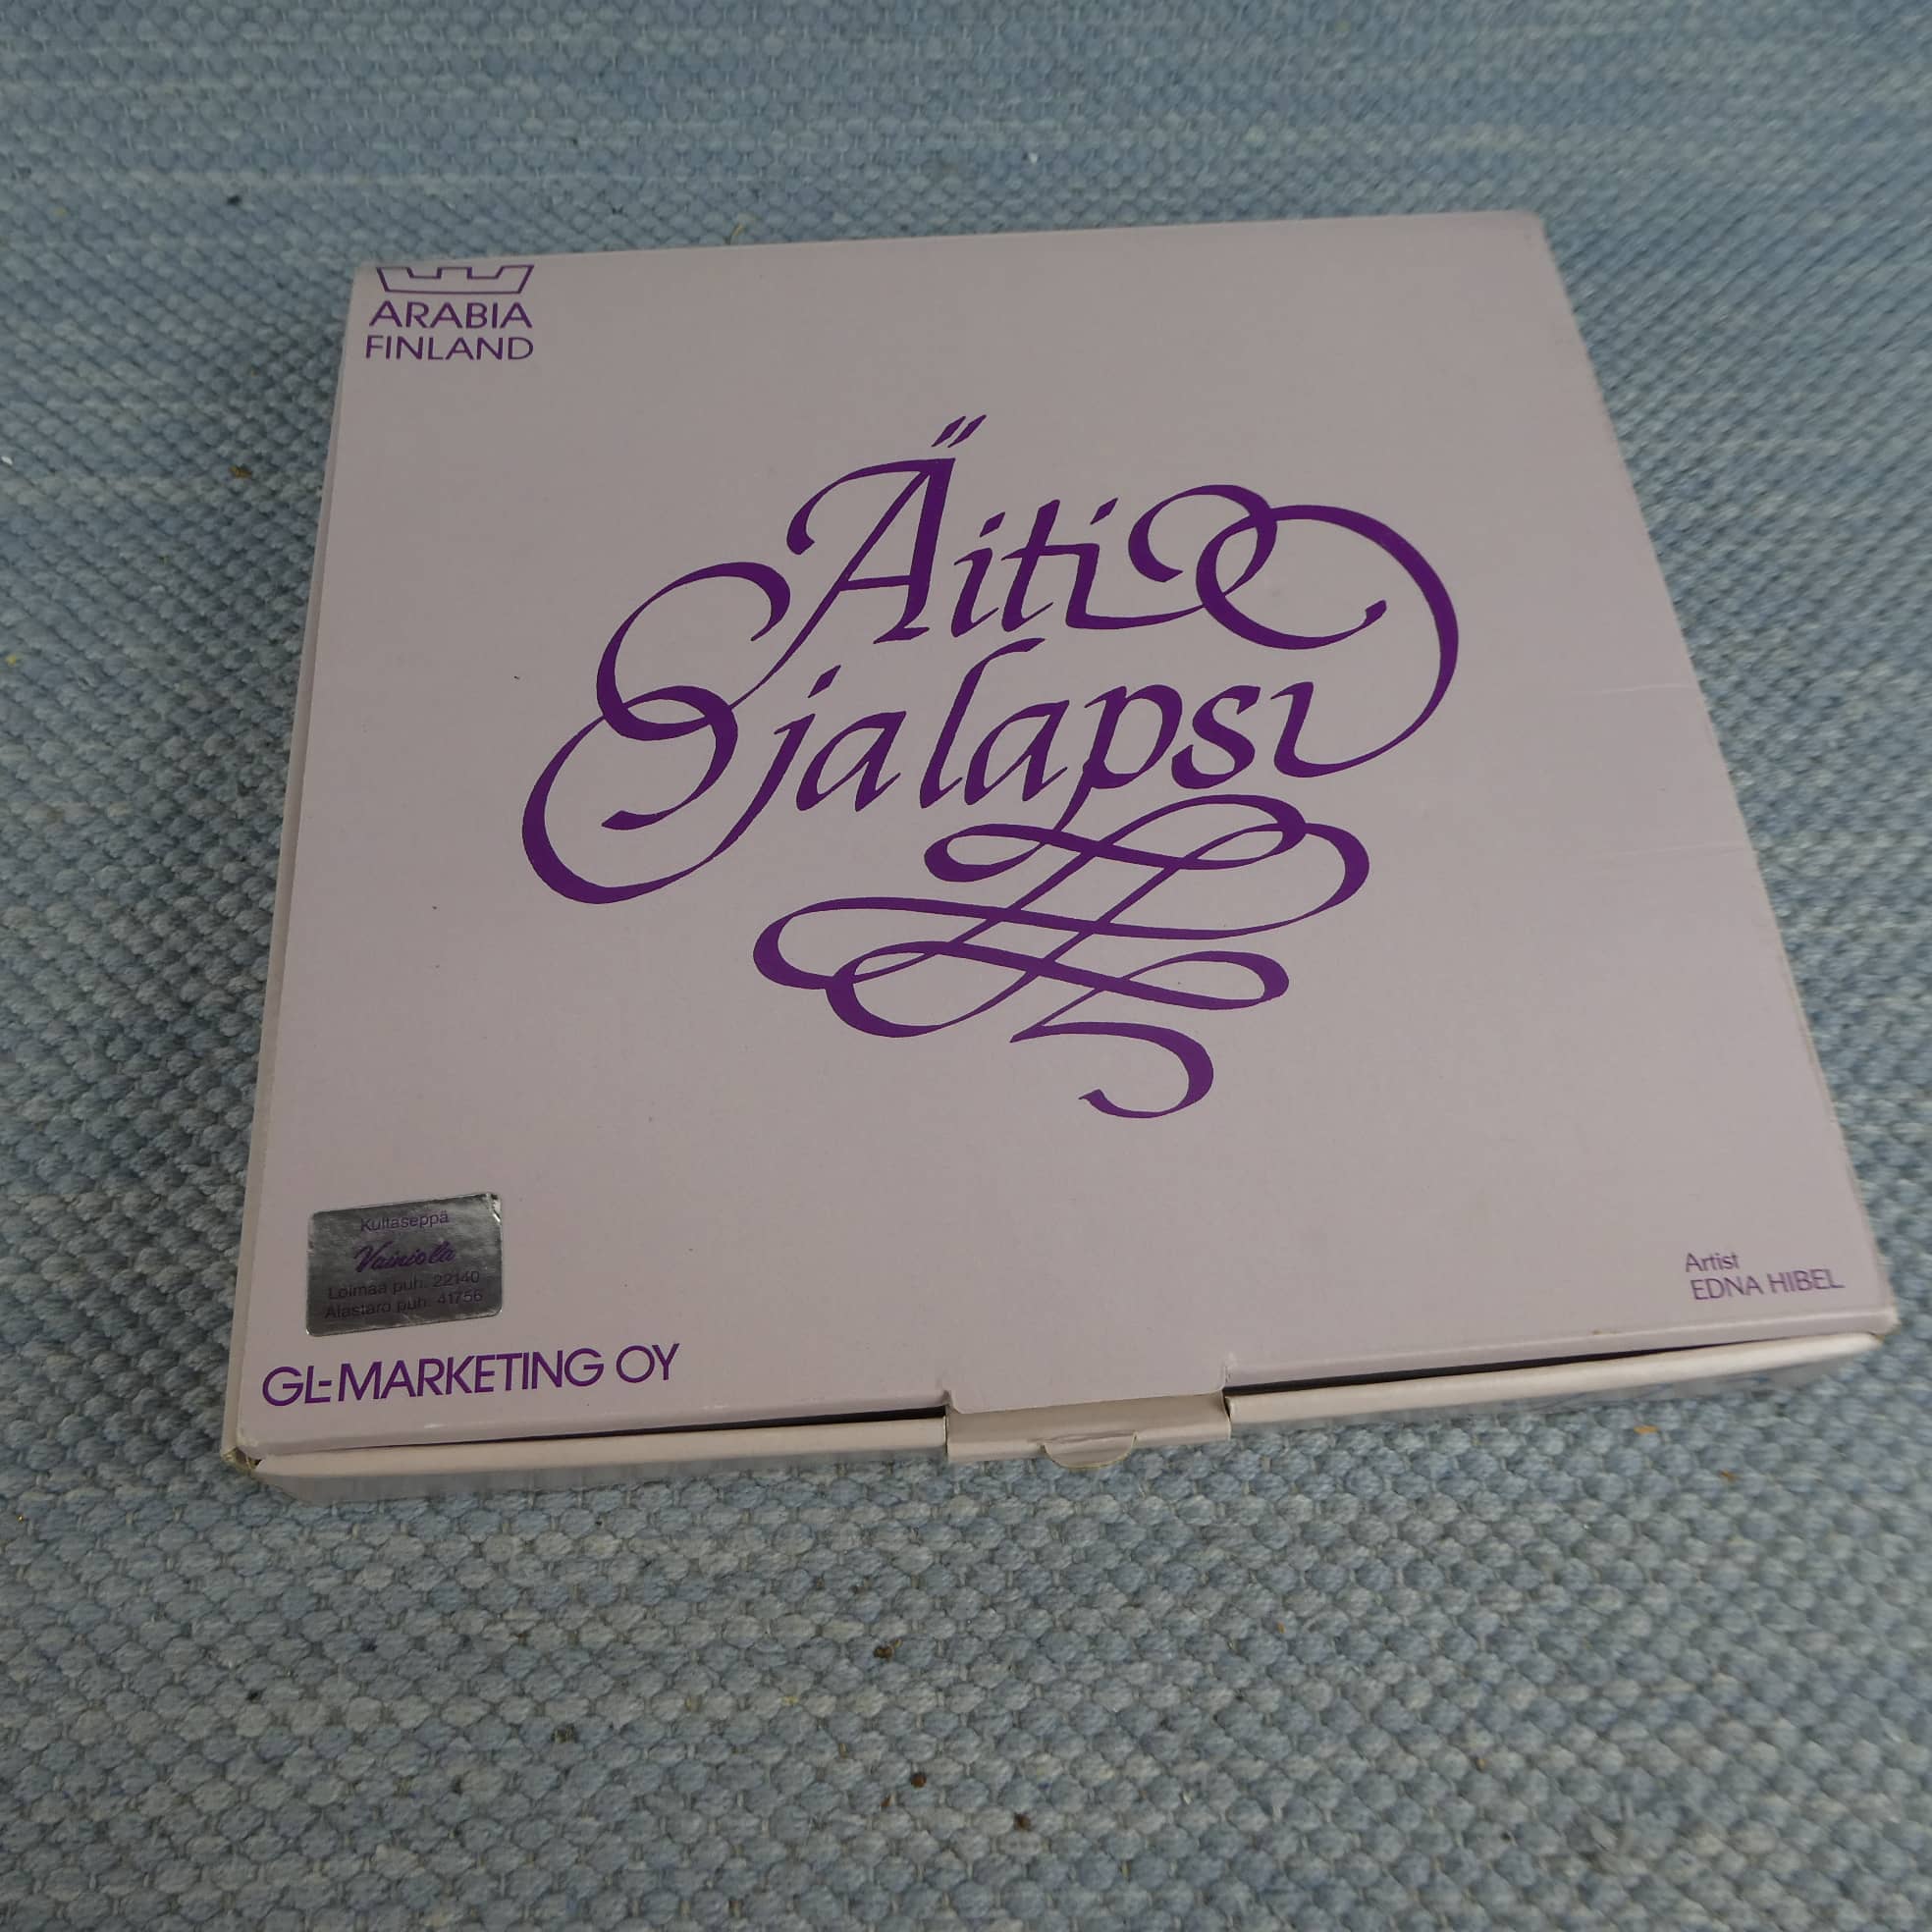 ARABIA
FINLAND
Äiti
ja lapsi
Kultaseppä
Vainiola
Loimaa puh. 22140
Alastaro puh. 41756
GL-MARKETING OY
Artist
EDNA HIBEL